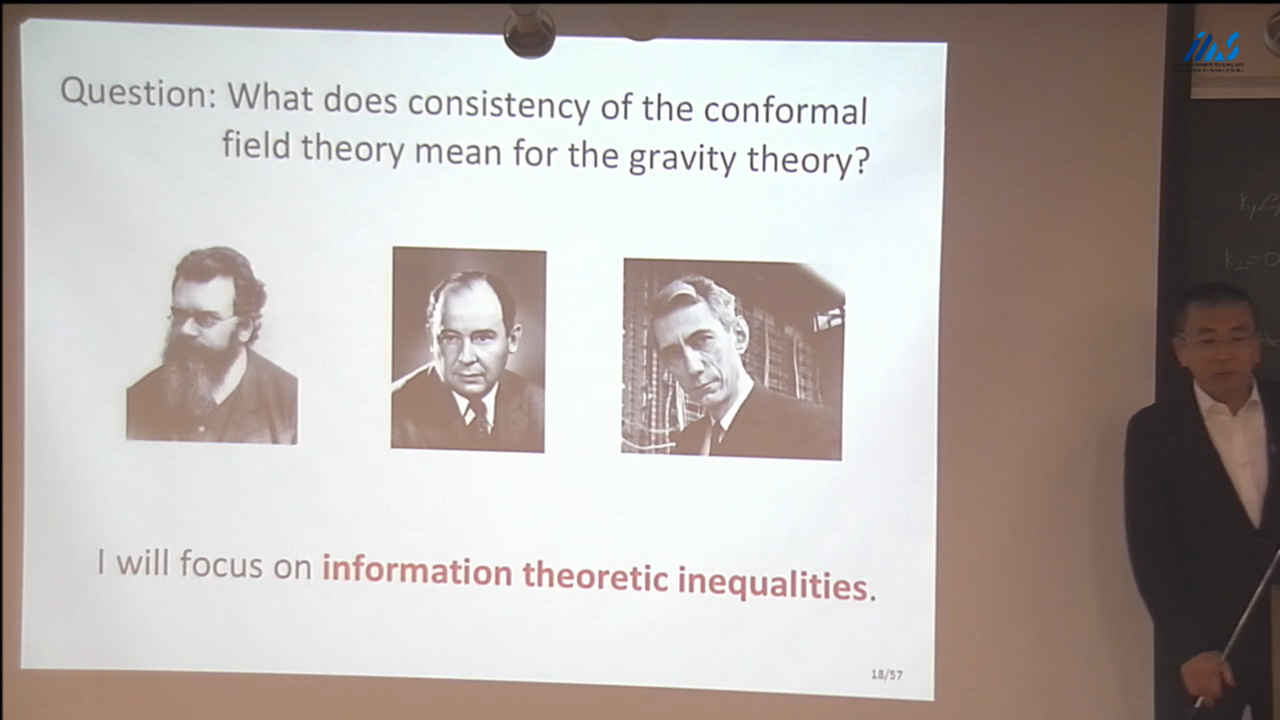 Question: What does consistency of the conformal
field theory mean for the gravity theory?
I will focus on information theoretic inequalities.
18/57